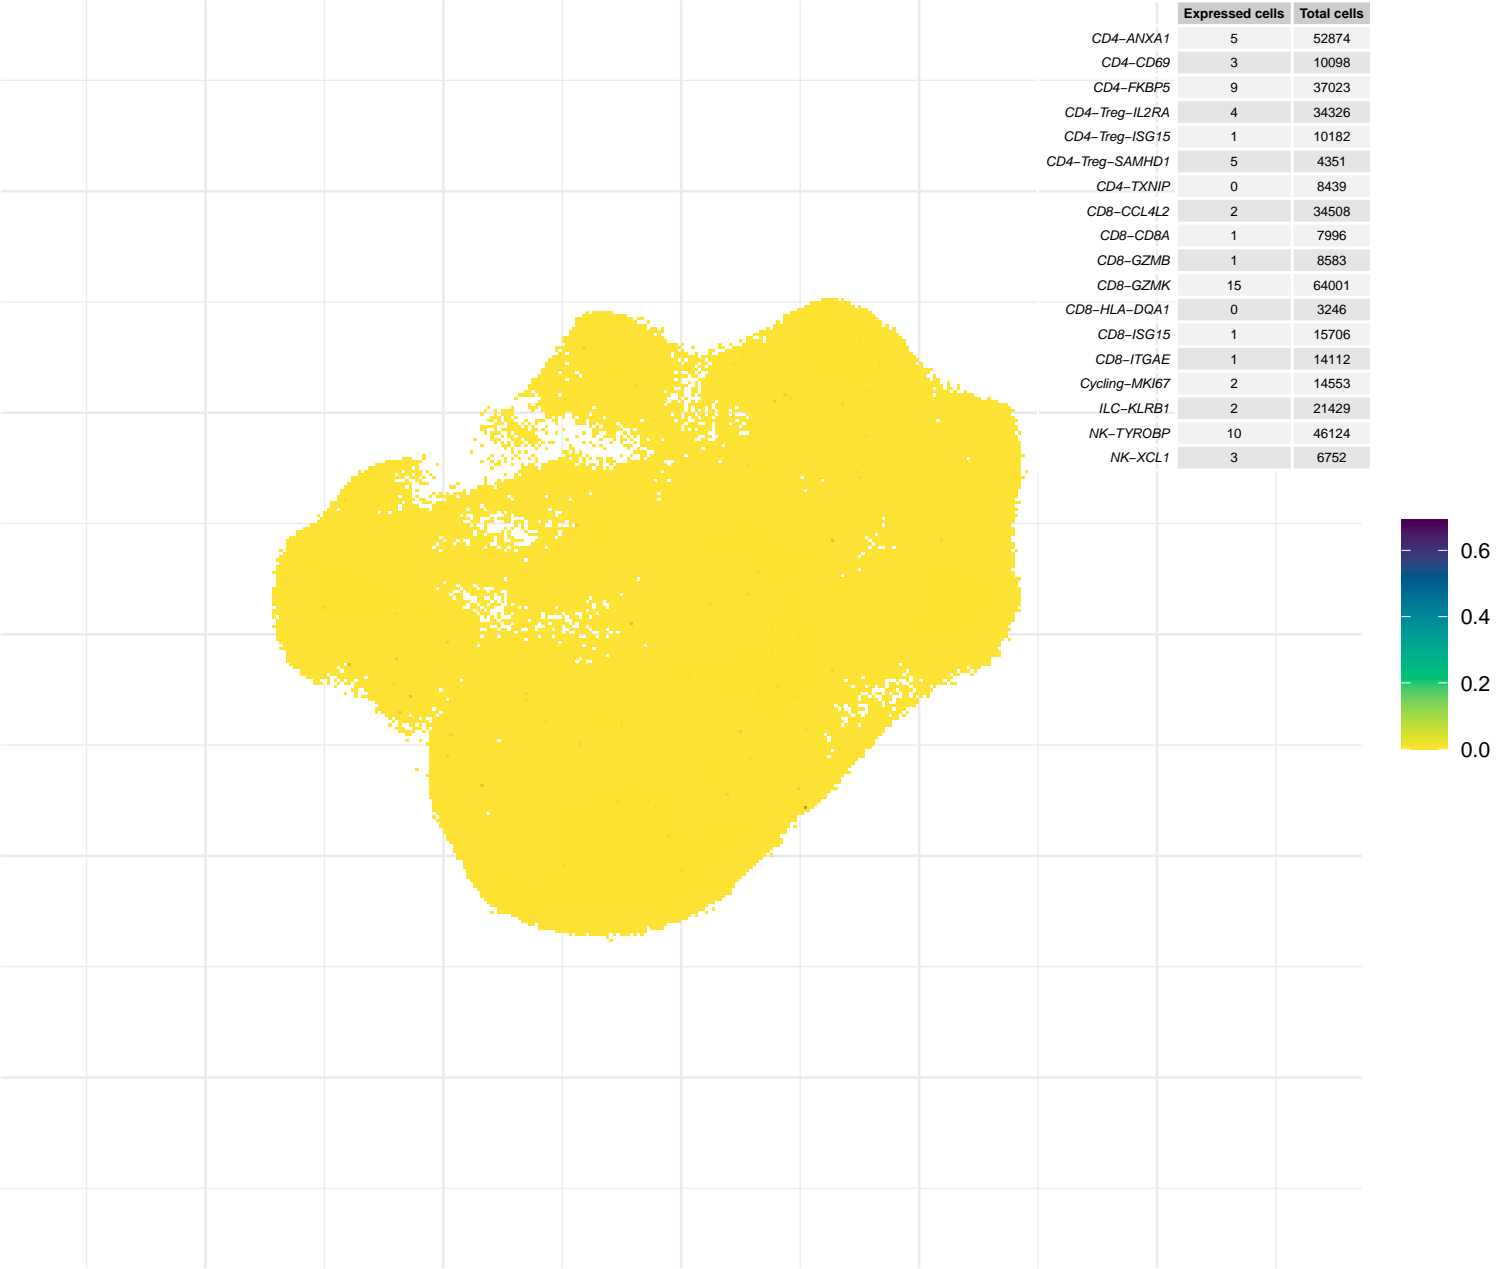 Expressed cells Total cells
CD4−ANXA1 5 52874
CD4−CD69 3 10098
CD4−FKBP5 9 37023
CD4−Treg−IL2RA 4 34326
CD4−Treg−ISG15 1 10182
CD4−Treg−SAMHD1 5 4351
CD4−TXNIP 0 8439
CD8−CCL4L2 2 34508
CD8−CD8A 1 7996
CD8−GZMB 1 8583
CD8−GZMK 15 64001
CD8−HLA−DQA1 0 3246
CD8−ISG15 1 15706
CD8−ITGAE 1 14112
Cycling−MKI67 2 14553
ILC−KLRB1 2 21429
NK−TYROBP 10 46124
NK−XCL1 3 6752
0.6
0.4
0.2
0.0